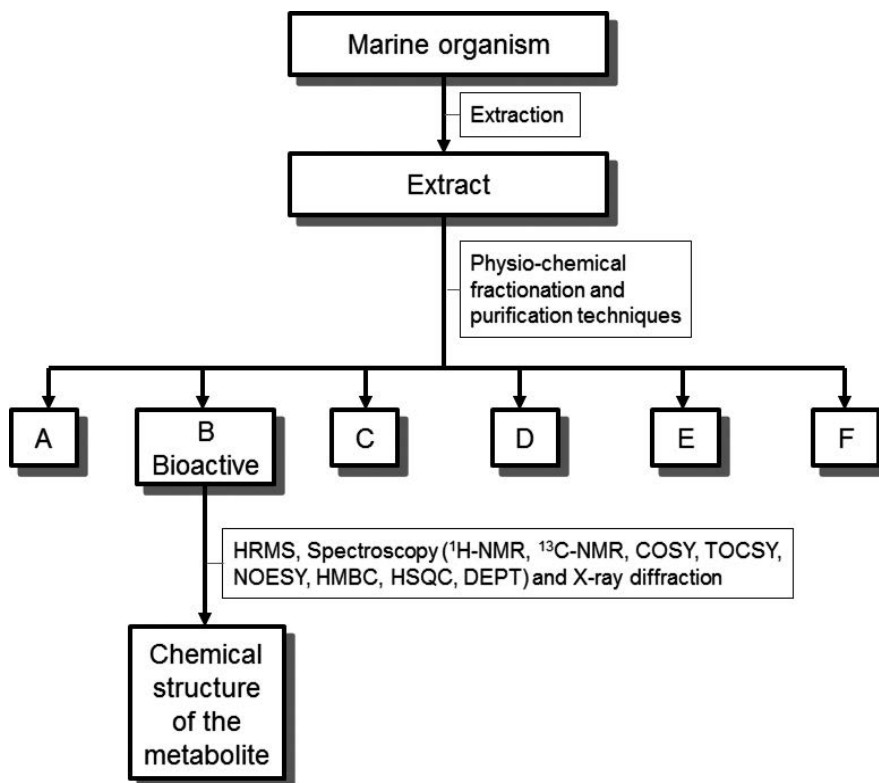 Marine organism
Extraction
Extract
Physio-chemical
fractionation and
purification techniques
A
B
Bioactive
C
D
E
F
HRMS, Spectroscopy (¹H-NMR, ¹³C-NMR, COSY, TOCSY,
NOESY, HMBC, HSQC, DEPT) and X-ray diffraction
Chemical
structure
of the
metabolite